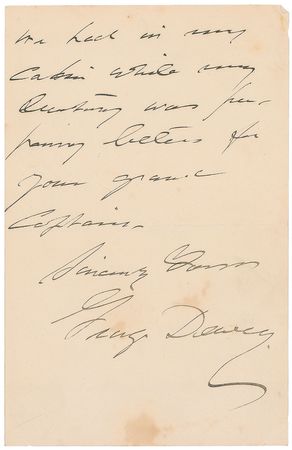 we had in my
cabin while my
Secretary was pre-
paring letters for
your
Captain.
Sincerely Yours
George Dewey